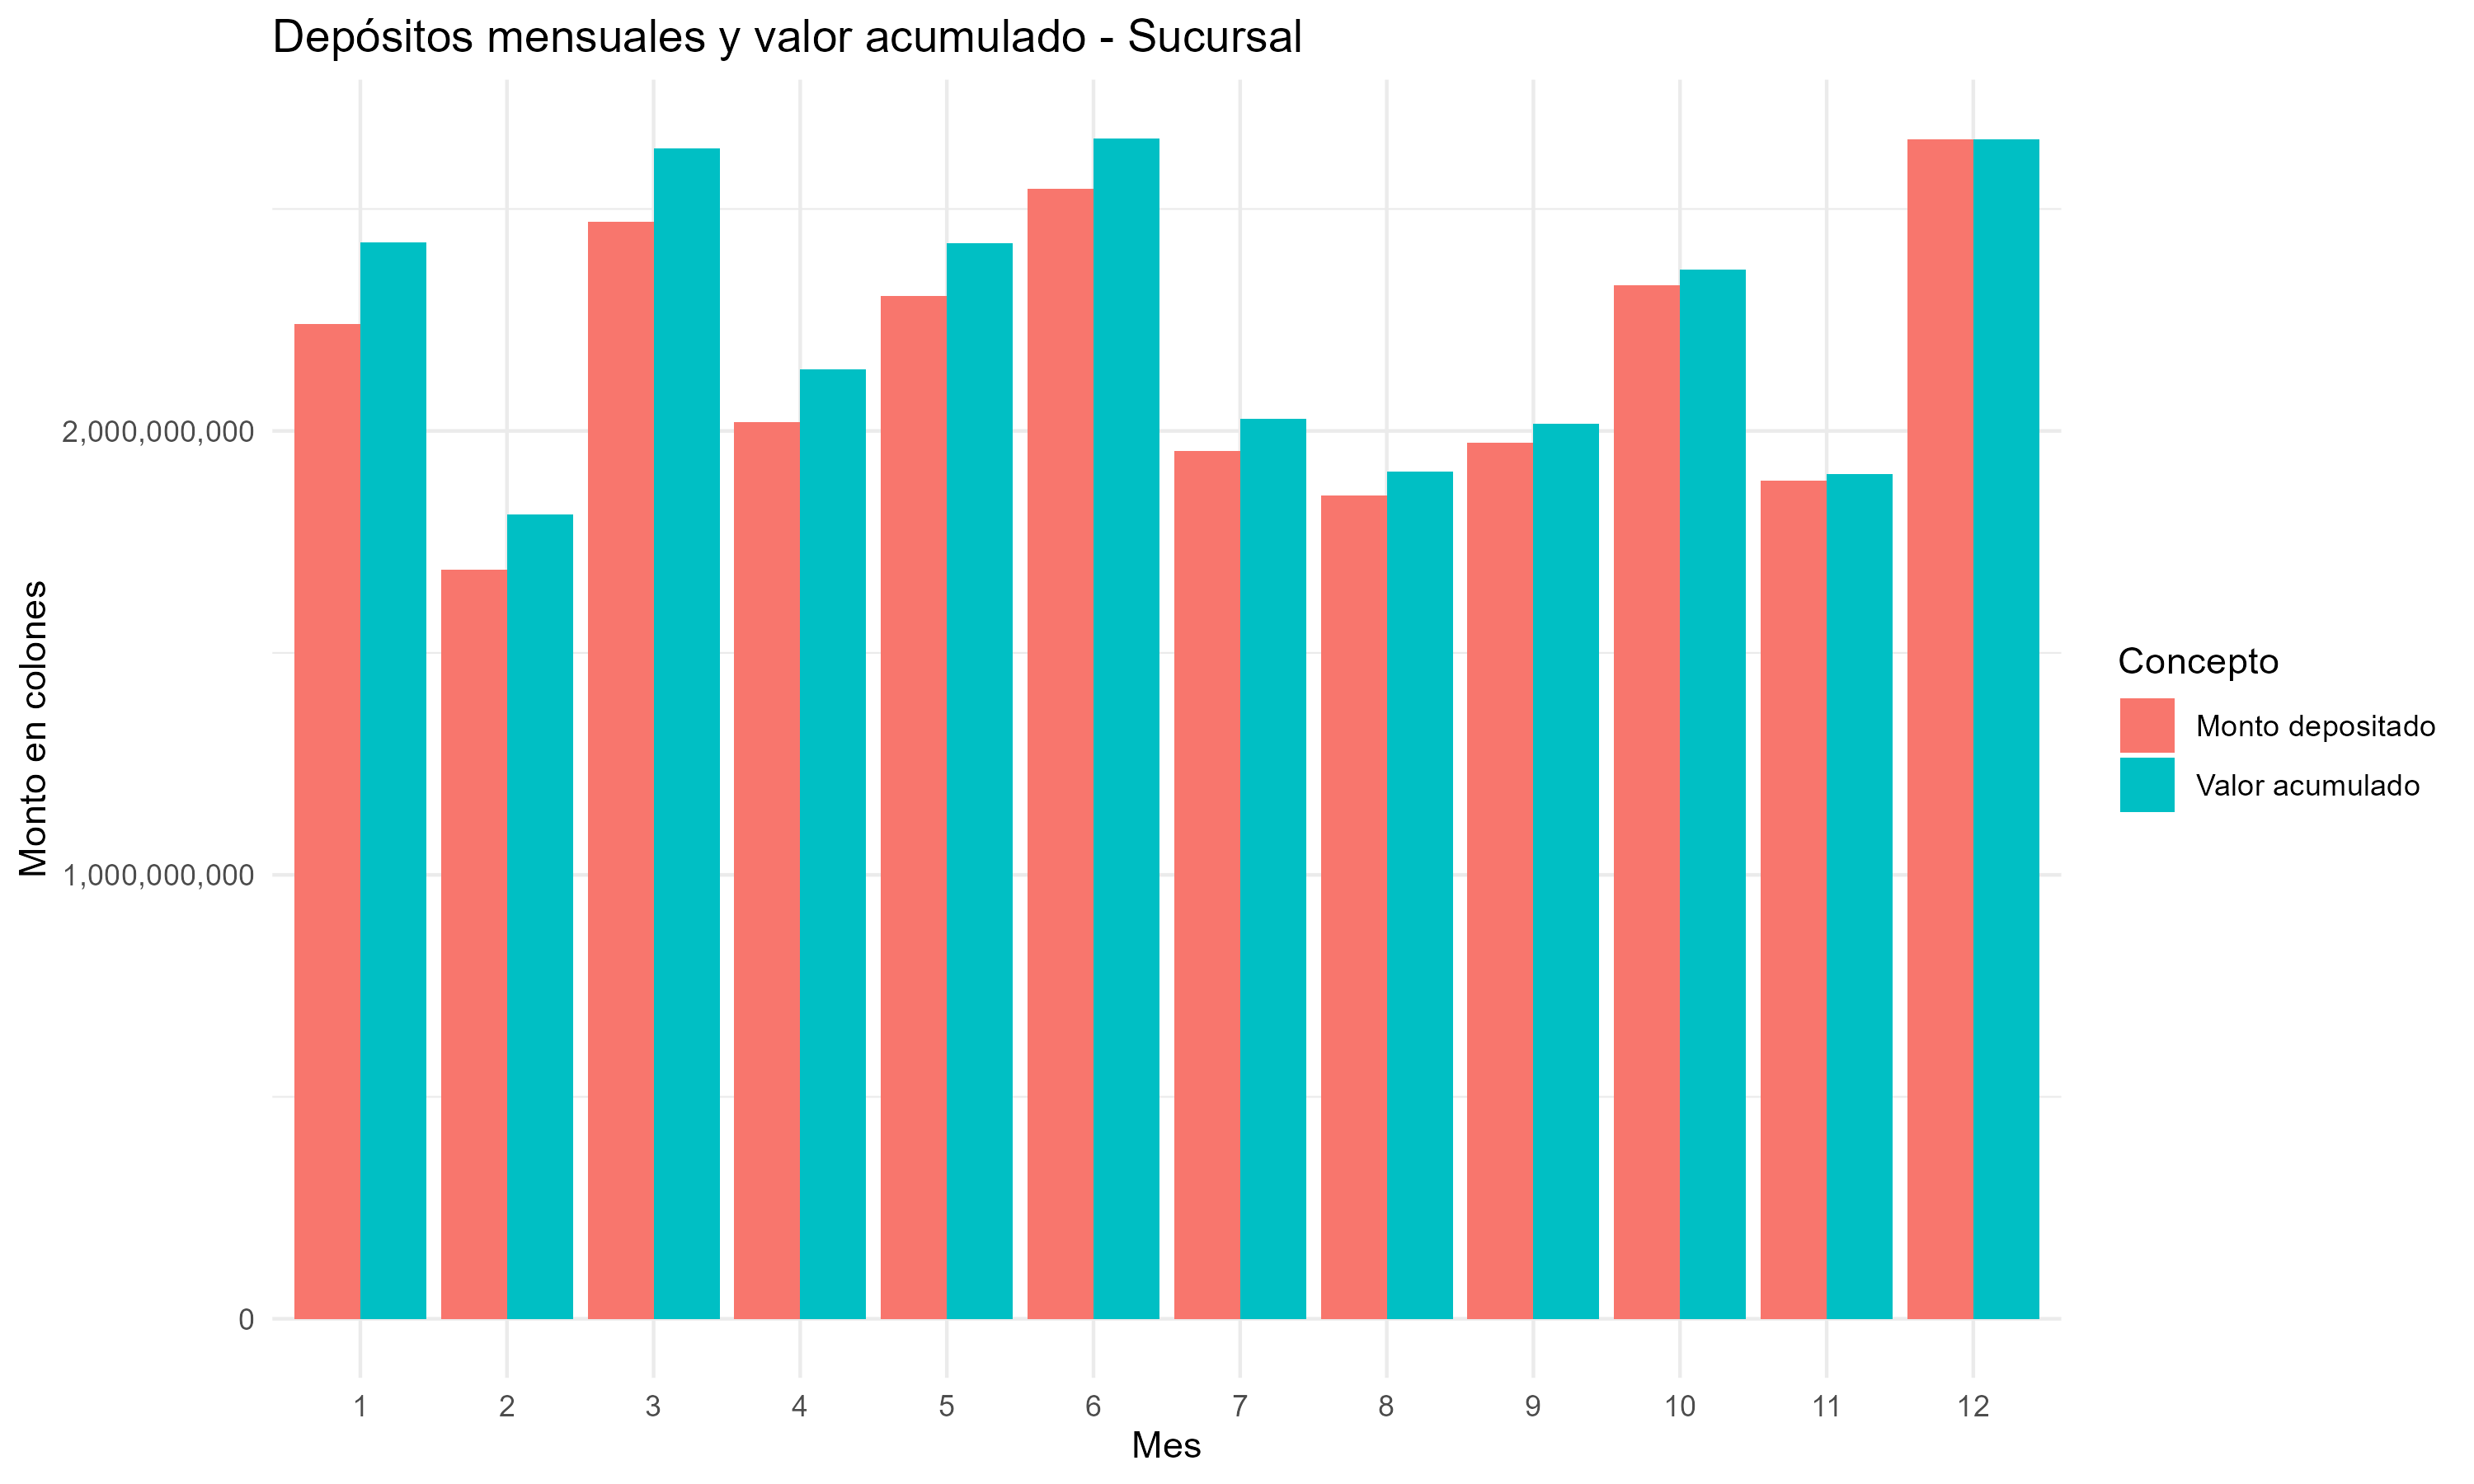 Depósitos mensuales y valor acumulado - Sucursal
Monto en colones
2,000,000,000
1,000,000,000
0
1 2 3 4 5 6 7 8 9 10 11 12
Mes
Concepto
Monto depositado
Valor acumulado